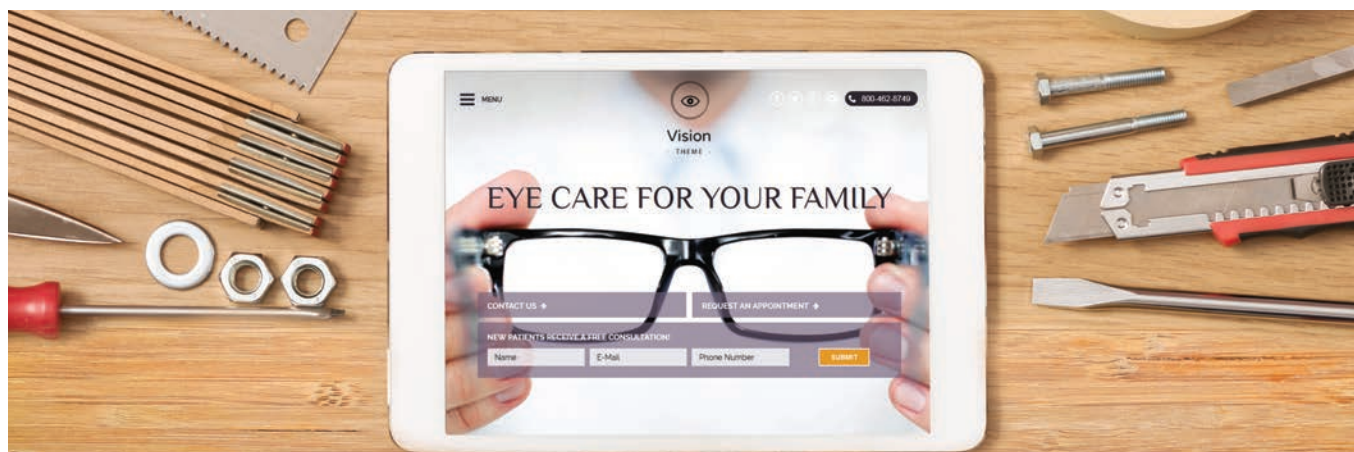 MENU
800-462-8749
Vision
THEME
EYE CARE FOR YOUR FAMILY
CONTACT US →
REQUEST AN APPOINTMENT →
NEW PATIENTS RECEIVE A FREE CONSULTATION!
Name
E-Mail
Phone Number
SUBMIT